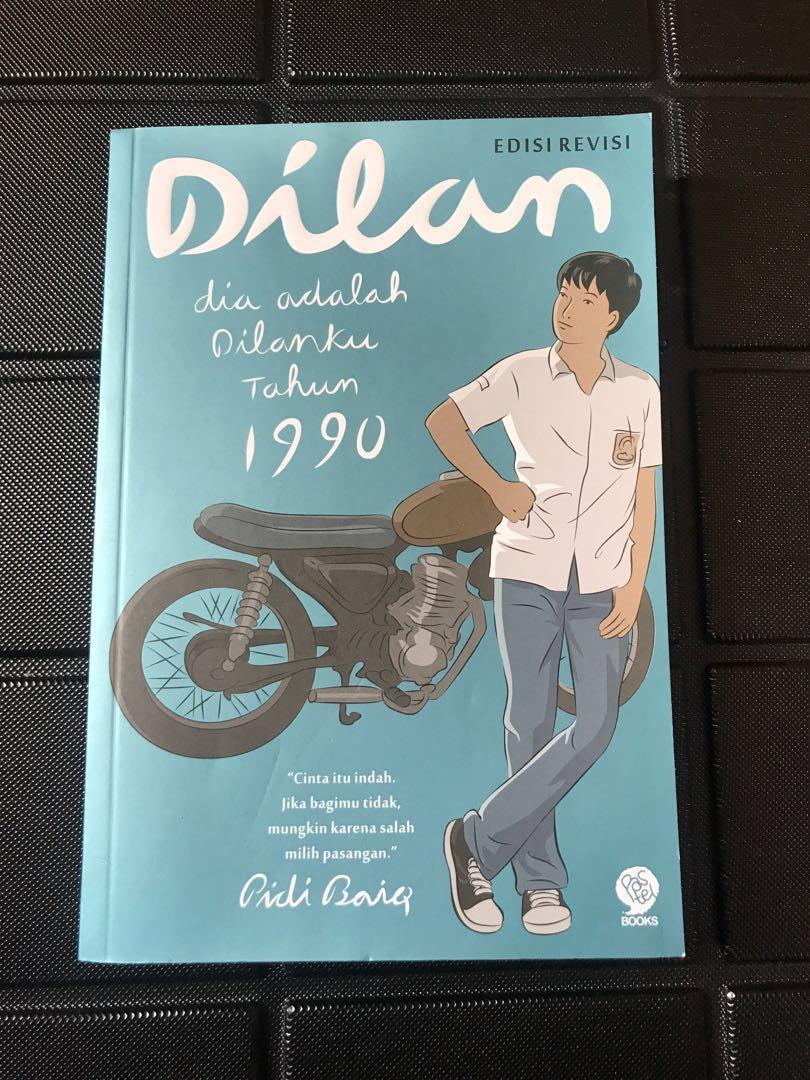 EDISI REVISI
Dilan
dia adalah
Dilanku
Tahun
1990
"Cinta itu indah.
Jika bagimu tidak,
mungkin karena salah
milih pasangan."
Pidi Baiq
Pastel
BOOKS